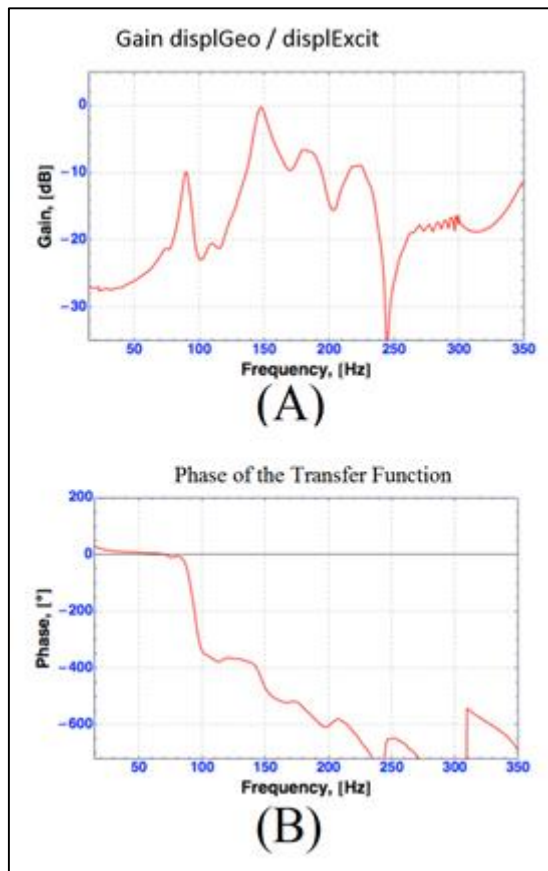 Gain displGeo / displExcit
Gain, [dB]
0
−10
−20
−30
50 100 150 200 250 300 350
Frequency, [Hz]
(A)
Phase of the Transfer Function
Phase, [°]
200
0
−200
−400
−600
50 100 150 200 250 300 350
Frequency, [Hz]
(B)